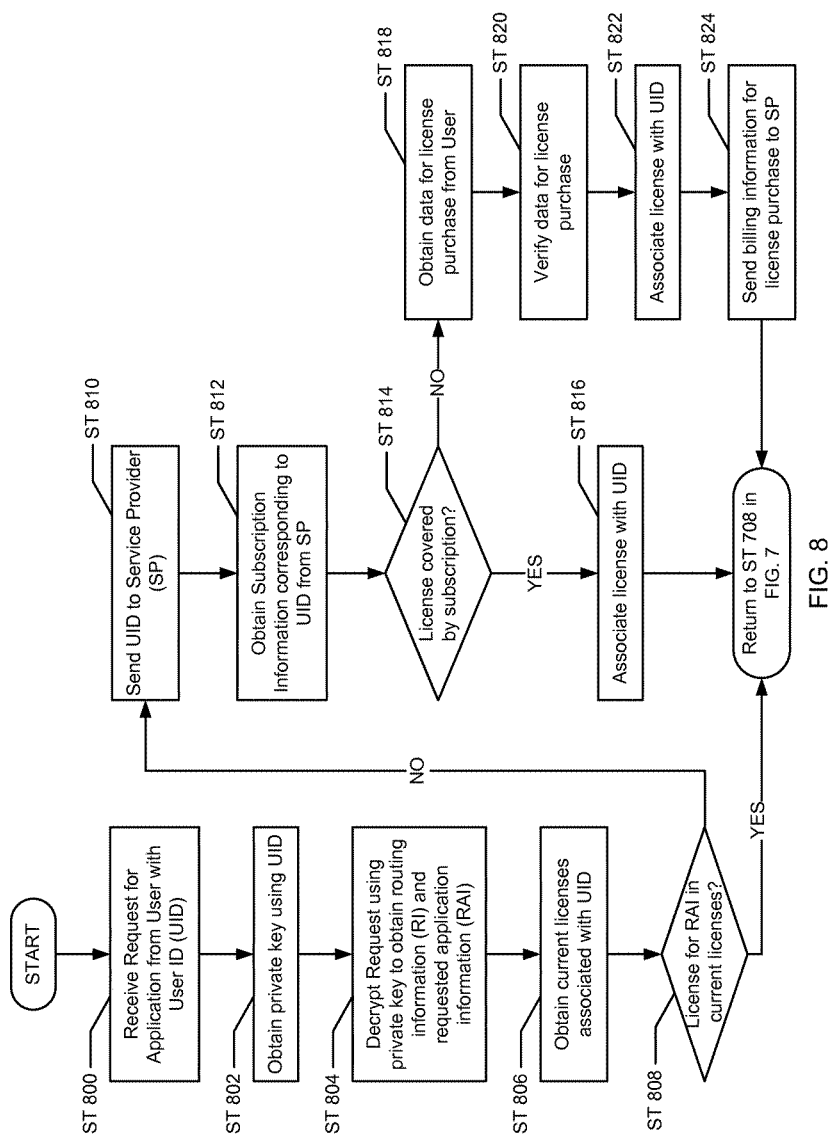 START
ST 800
Receive Request for
Application from User with
User ID (UID)
ST 802
Obtain private key using UID
ST 804
Decrypt Request using
private key to obtain routing
information (RI) and
requested application
information (RAI)
ST 806
Obtain current licenses
associated with UID
ST 808
License for RAI in
current licenses?
NO
YES
ST 810
Send UID to Service Provider
(SP)
ST 812
Obtain Subscription
Information corresponding to
UID from SP
ST 814
License covered
by subscription?
NO
YES
ST 816
Associate license with UID
ST 818
Obtain data for license
purchase from User
ST 820
Verify data for license
purchase
ST 822
Associate license with UID
ST 824
Send billing information for
license purchase to SP
Return to ST 708 in
FIG. 7
FIG. 8